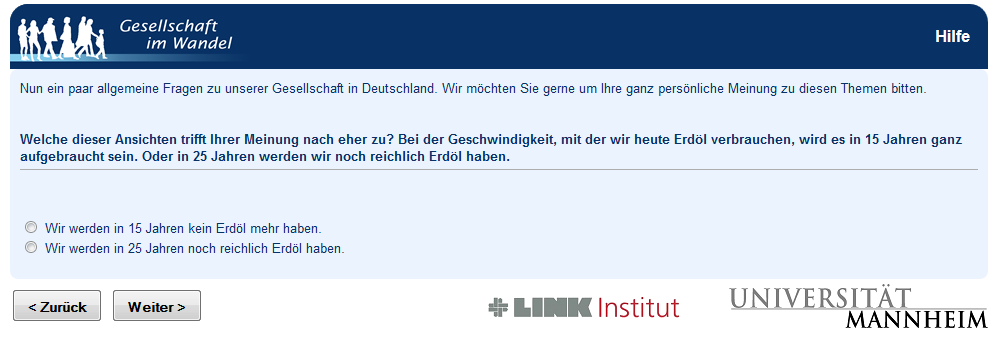 Gesellschaft
im Wandel
Hilfe
Nun ein paar allgemeine Fragen zu unserer Gesellschaft in Deutschland. Wir möchten Sie gerne um Ihre ganz persönliche Meinung zu diesen Themen bitten.
Welche dieser Ansichten trifft Ihrer Meinung nach eher zu? Bei der Geschwindigkeit, mit der wir heute Erdöl verbrauchen, wird es in 15 Jahren ganz
aufgebraucht sein. Oder in 25 Jahren werden wir noch reichlich Erdöl haben.
Wir werden in 15 Jahren kein Erdöl mehr haben.
Wir werden in 25 Jahren noch reichlich Erdöl haben.
< Zurück
Weiter >
LINK Institut
UNIVERSITÄT
MANNHEIM